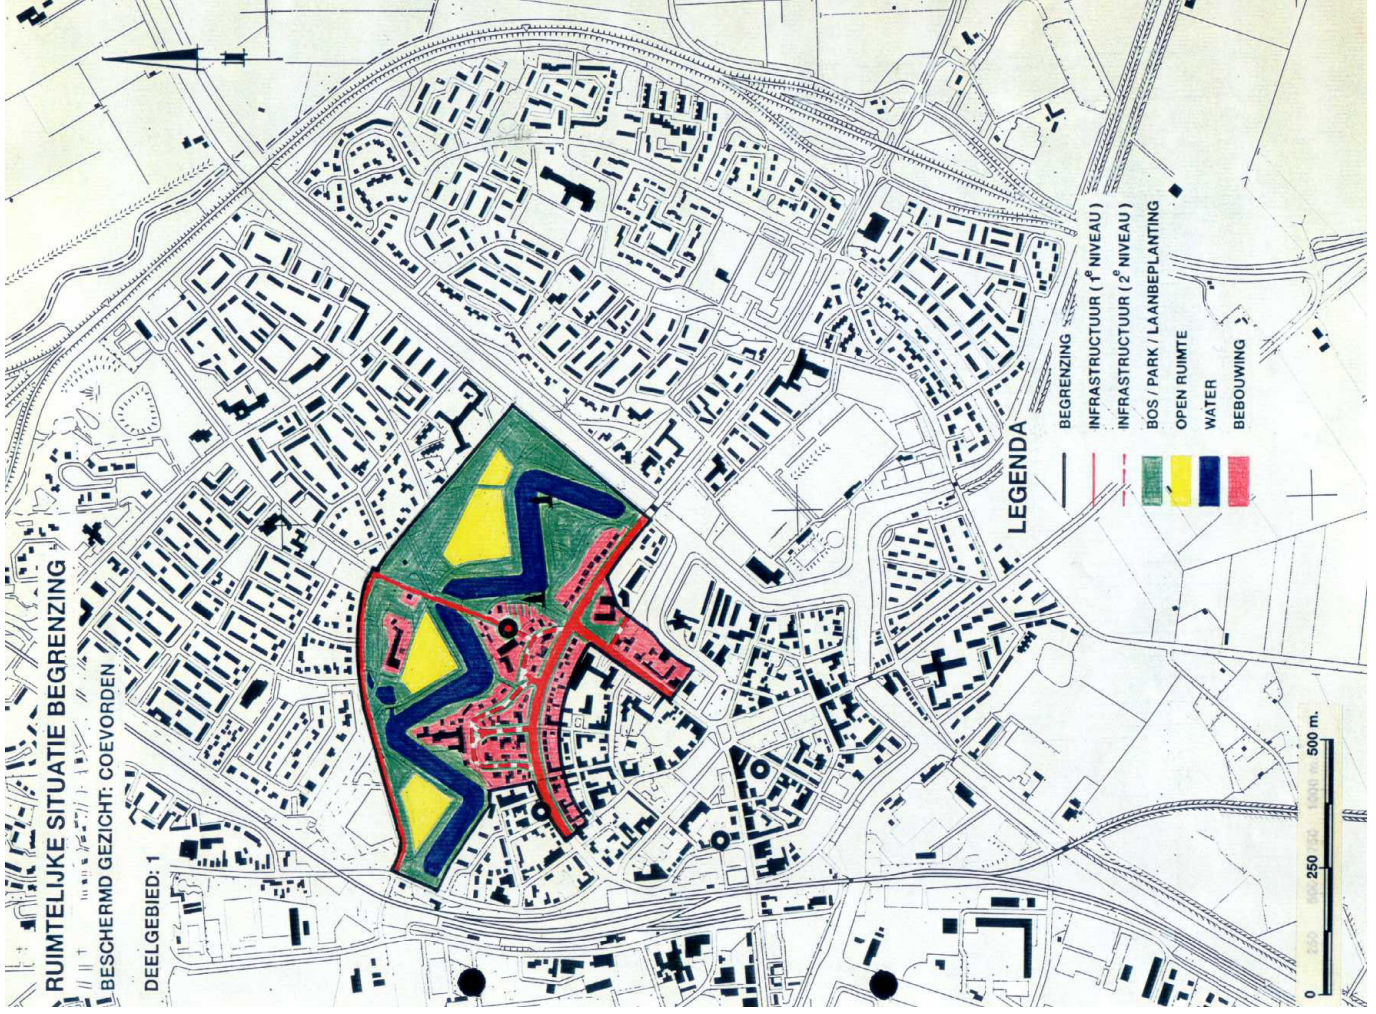 RUIMTELIJKE SITUATIE BEGRENZING
BESCHERMD GEZICHT: COEVORDEN
DEELGEBIED: 1
LEGENDA
BEGRENZING
INFRASTRUCTUUR (1e NIVEAU)
INFRASTRUCTUUR (2e NIVEAU)
BOS / PARK / LAANBEPLANTING
OPEN RUIMTE
WATER
BEBOUWING
0 250 500 m.